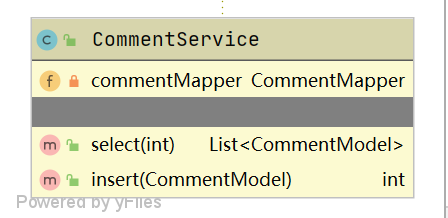 C CommentService
f commentMapper CommentMapper
m select(int) List<CommentModel>
m insert(CommentModel) int
Powered by yFiles